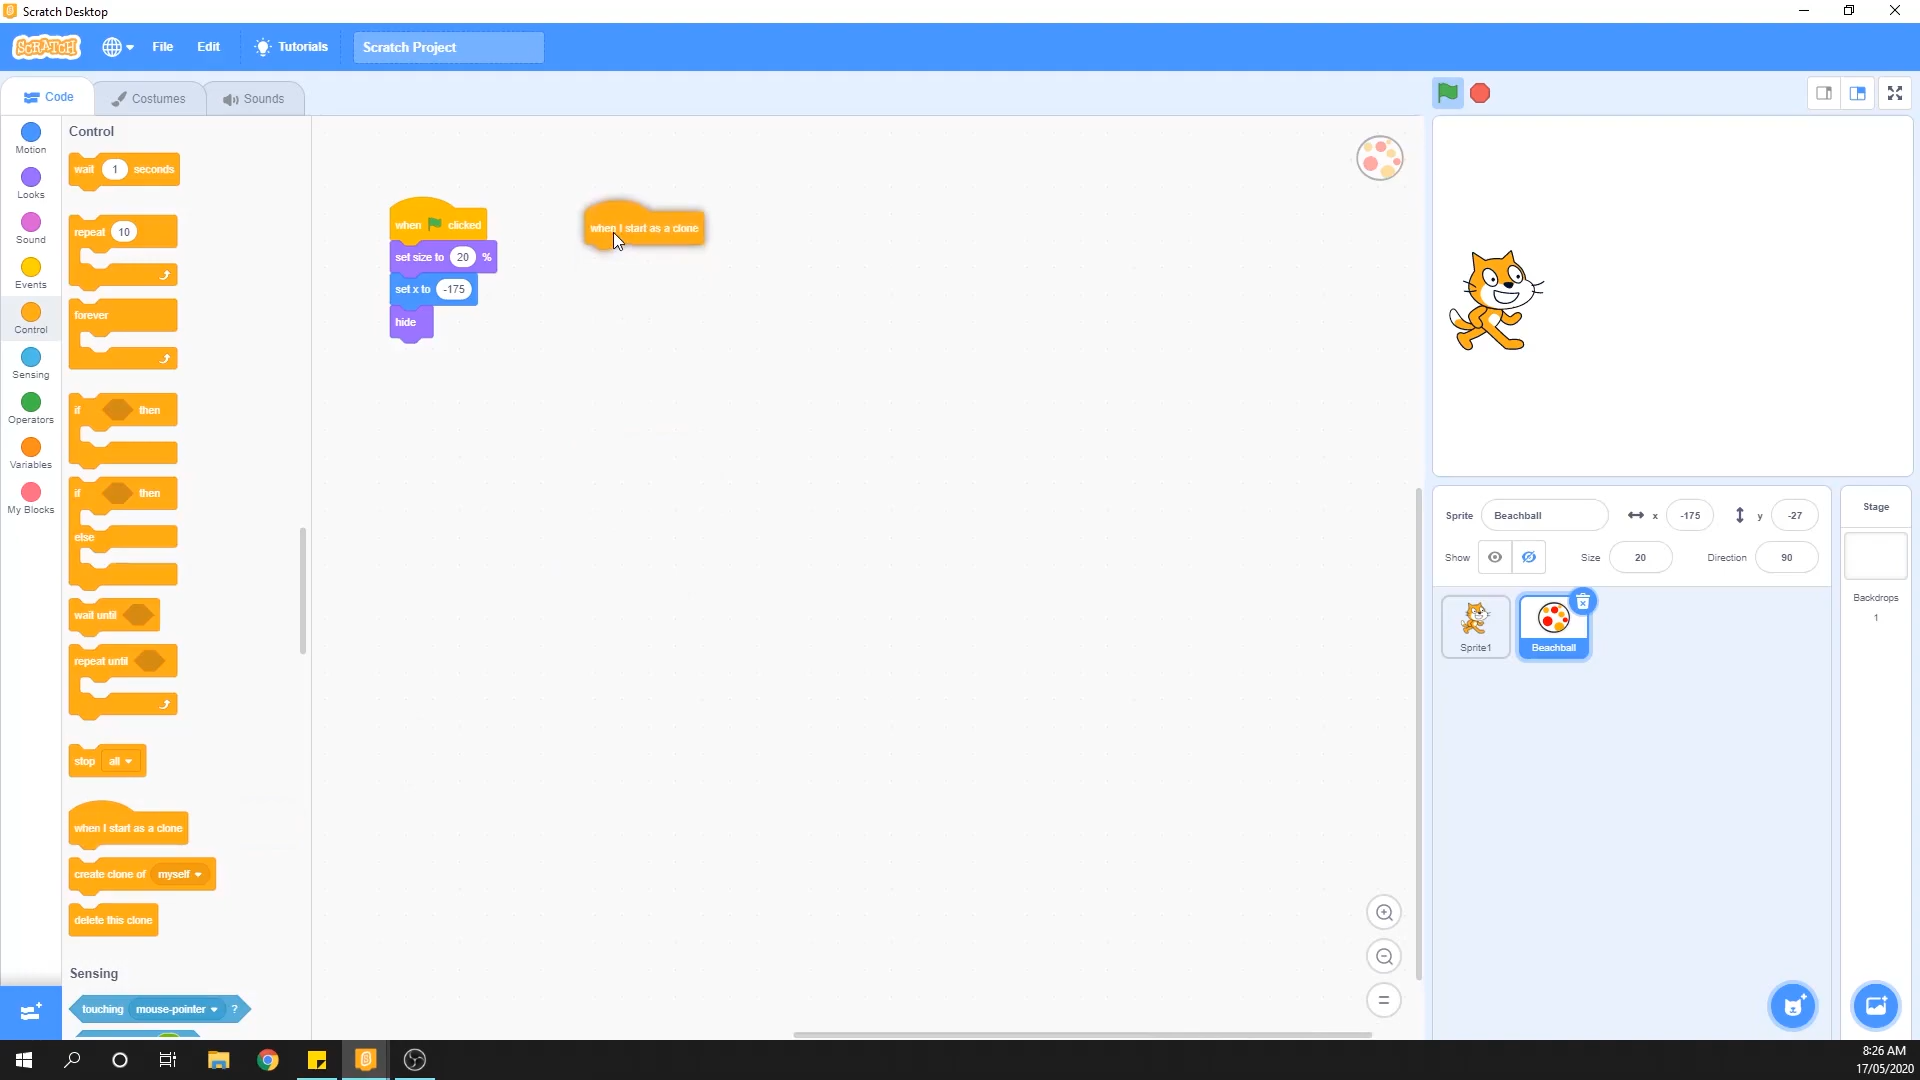 Scratch Desktop
SCRATCH
File
Edit
Tutorials
Scratch Project
Code
Costumes
Sounds
Motion
Looks
Sound
Events
Control
Sensing
Operators
Variables
My Blocks
Control
wait 1 seconds
repeat 10
forever
if then
if then
else
wait until
repeat until
stop all
when I start as a clone
create clone of myself
delete this clone
Sensing
touching mouse-pointer ?
when clicked
set size to 20 %
set x to -175
hide
when I start as a clone
Sprite Beachball x -175 y -27
Show Size 20 Direction 90
Sprite1
Beachball
Stage
Backdrops
1
8:26 AM
17/05/2020